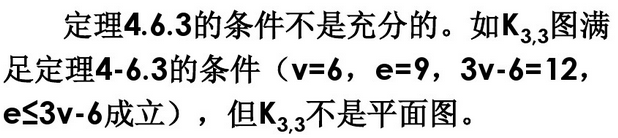 定理4.6.3的条件不是充分的。如K3,3图满
足定理4-6.3的条件（v=6，e=9，3v-6=12，
e≤3v-6成立），但K3,3不是平面图。